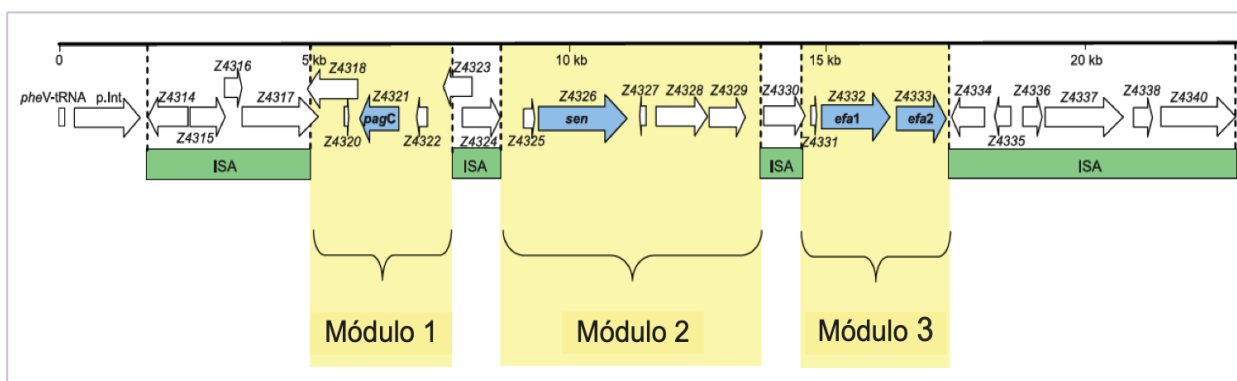 0 5 kb 10 kb 15 kb 20 kb
Z4316 Z4318 Z4323
pheV-tRNA p.Int. Z4314 Z4317 Z4321 Z4326 Z4327 Z4328 Z4329 Z4330 Z4332 Z4333 Z4334 Z4336 Z4337 Z4338 Z4340
pagC sen efa1 efa2
Z4315 Z4320 Z4322 Z4324 Z4325 Z4331 Z4335
ISA ISA ISA ISA
Módulo 1 Módulo 2 Módulo 3